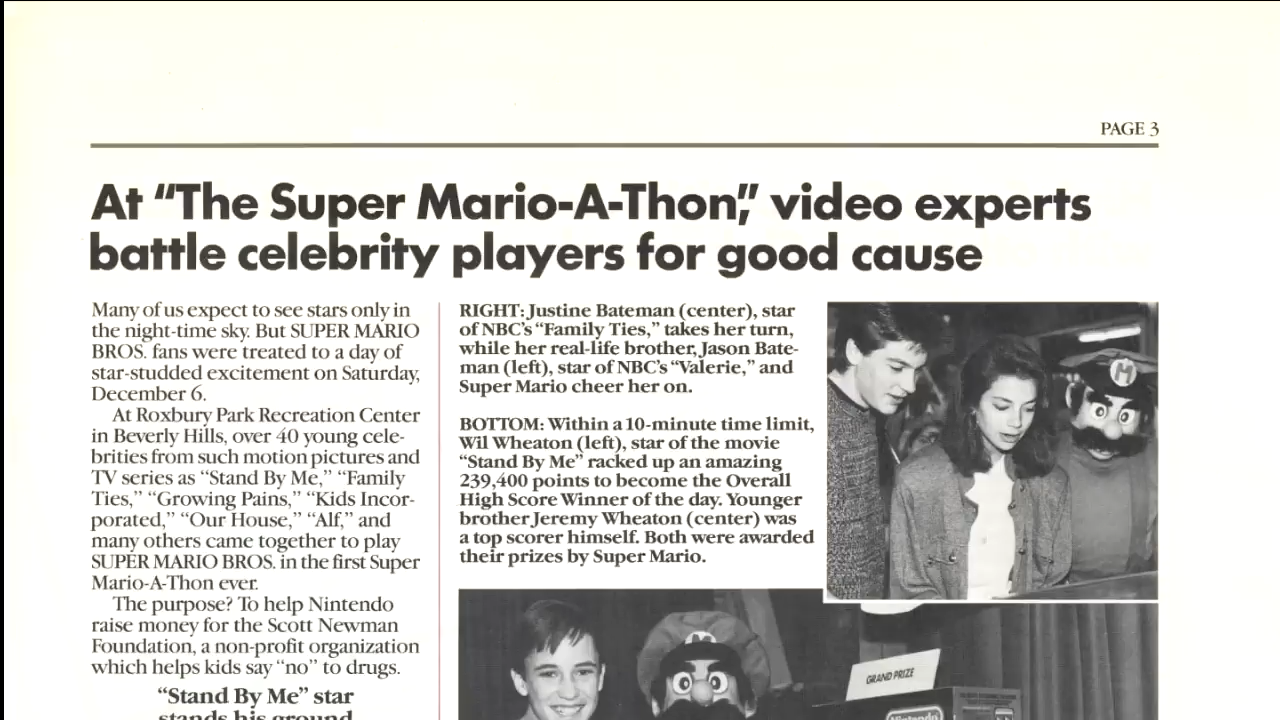 PAGE 3
At “The Super Mario-A-Thon,” video experts
battle celebrity players for good cause
Many of us expect to see stars only in
the night-time sky. But SUPER MARIO
BROS. fans were treated to a day of
star-studded excitement on Saturday,
December 6.
At Roxbury Park Recreation Center
in Beverly Hills, over 40 young cele-
brities from such motion pictures and
TV series as “Stand By Me,” “Family
Ties,” “Growing Pains,” “Kids Incor-
porated,” “Our House,” “Alf,” and
many others came together to play
SUPER MARIO BROS. in the first Super
Mario-A-Thon ever.
The purpose? To help Nintendo
raise money for the Scott Newman
Foundation, a non-profit organization
which helps kids say “no” to drugs.
“Stand By Me” star
stands his ground
RIGHT: Justine Bateman (center), star
of NBC’s “Family Ties,” takes her turn,
while her real-life brother, Jason Bate-
man (left), star of NBC’s “Valerie,” and
Super Mario cheer her on.
BOTTOM: Within a 10-minute time limit,
Wil Wheaton (left), star of the movie
“Stand By Me” racked up an amazing
239,400 points to become the Overall
High Score Winner of the day. Younger
brother Jeremy Wheaton (center) was
a top scorer himself. Both were awarded
their prizes by Super Mario.
M
GRAND PRIZE
Nintendo